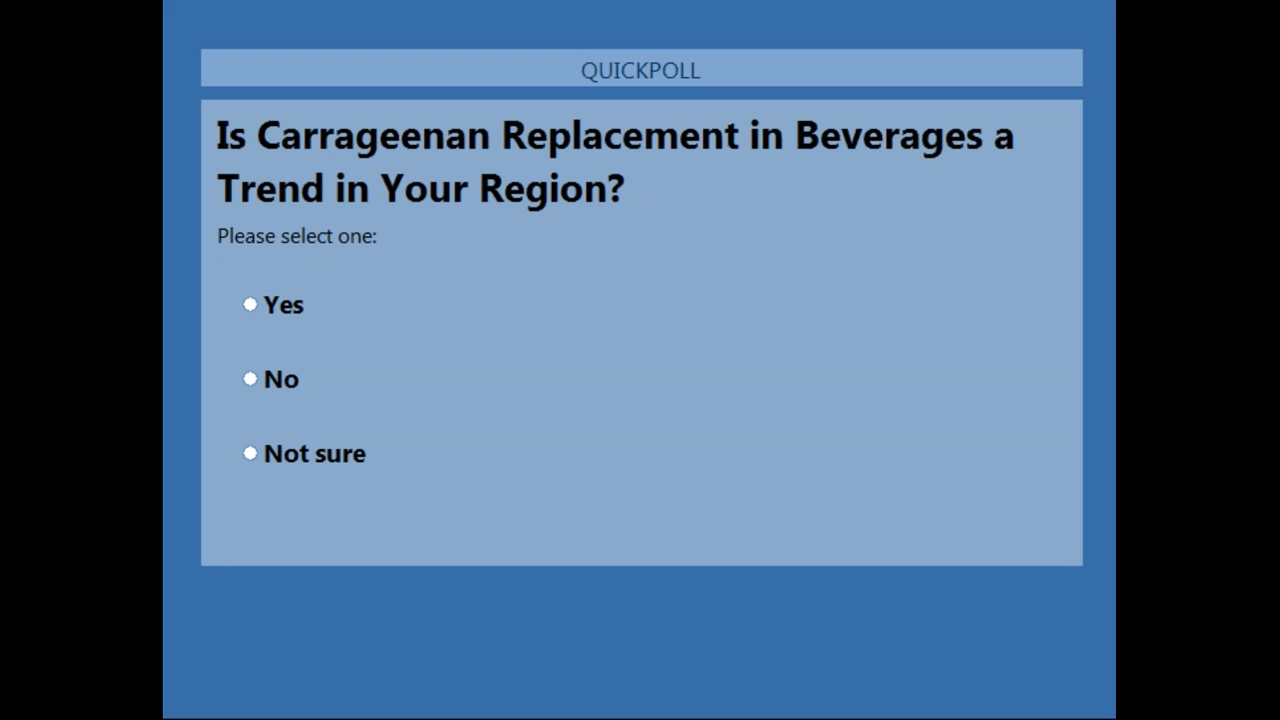 QUICKPOLL
Is Carrageenan Replacement in Beverages a
Trend in Your Region?
Please select one:
Yes
No
Not sure